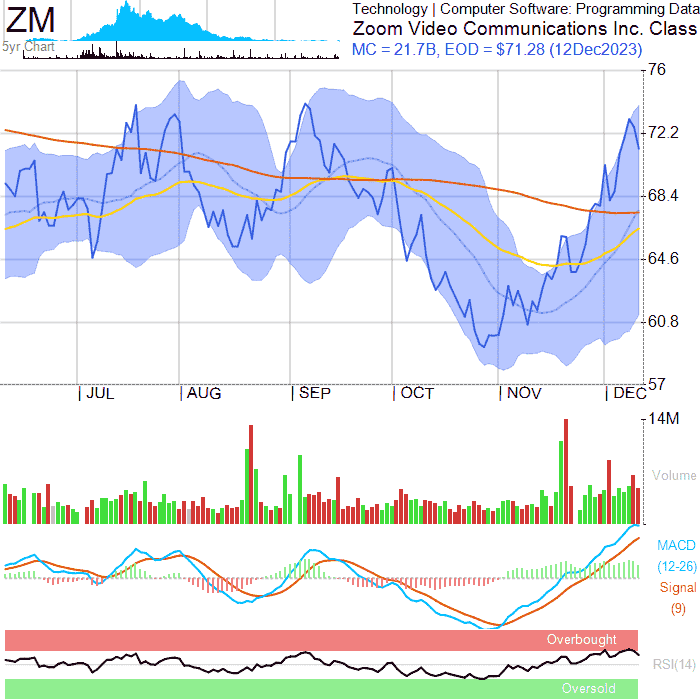 ZM
5yr Chart
Technology | Computer Software: Programming Data
Zoom Video Communications Inc. Class
MC = 21.7B, EOD = $71.28 (12Dec2023)
76
72.2
68.4
64.6
60.8
57
JUL AUG SEP OCT NOV DEC
14M
Volume
MACD
(12-26)
Signal
(9)
Overbought
RSI(14)
Oversold